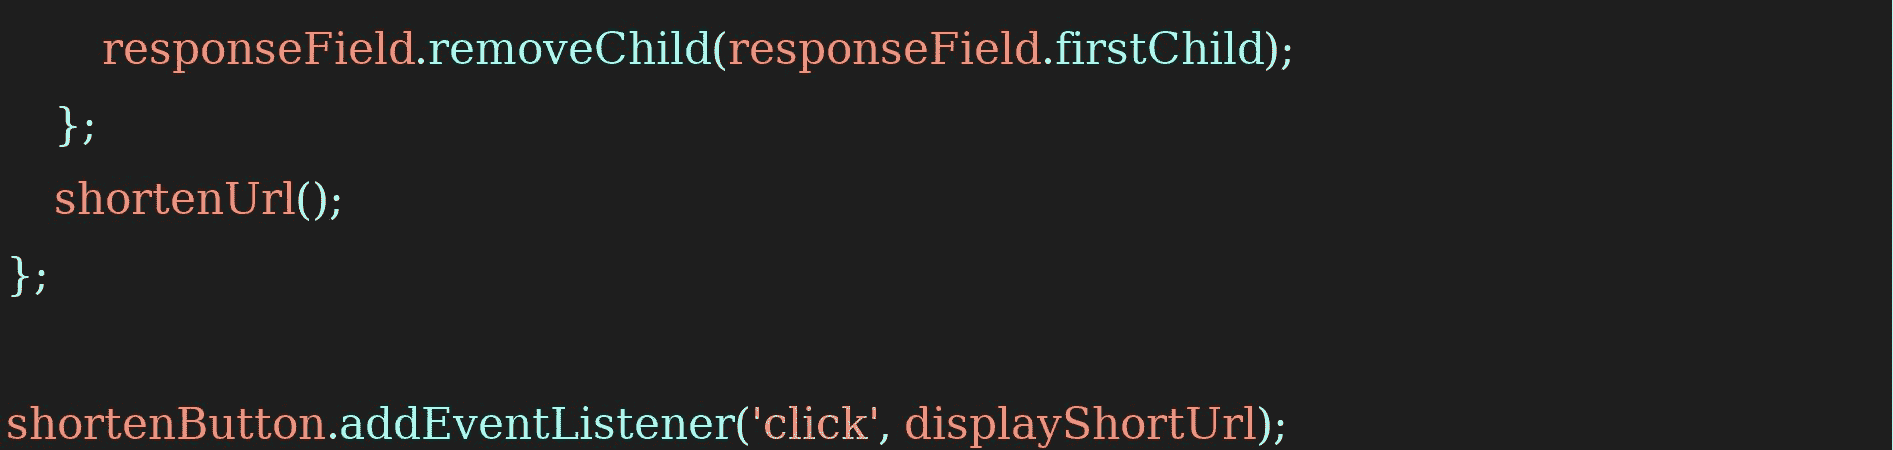 responseField.removeChild(responseField.firstChild);
};
shortenUrl();
};
shortenButton.addEventListener('click', displayShortUrl);